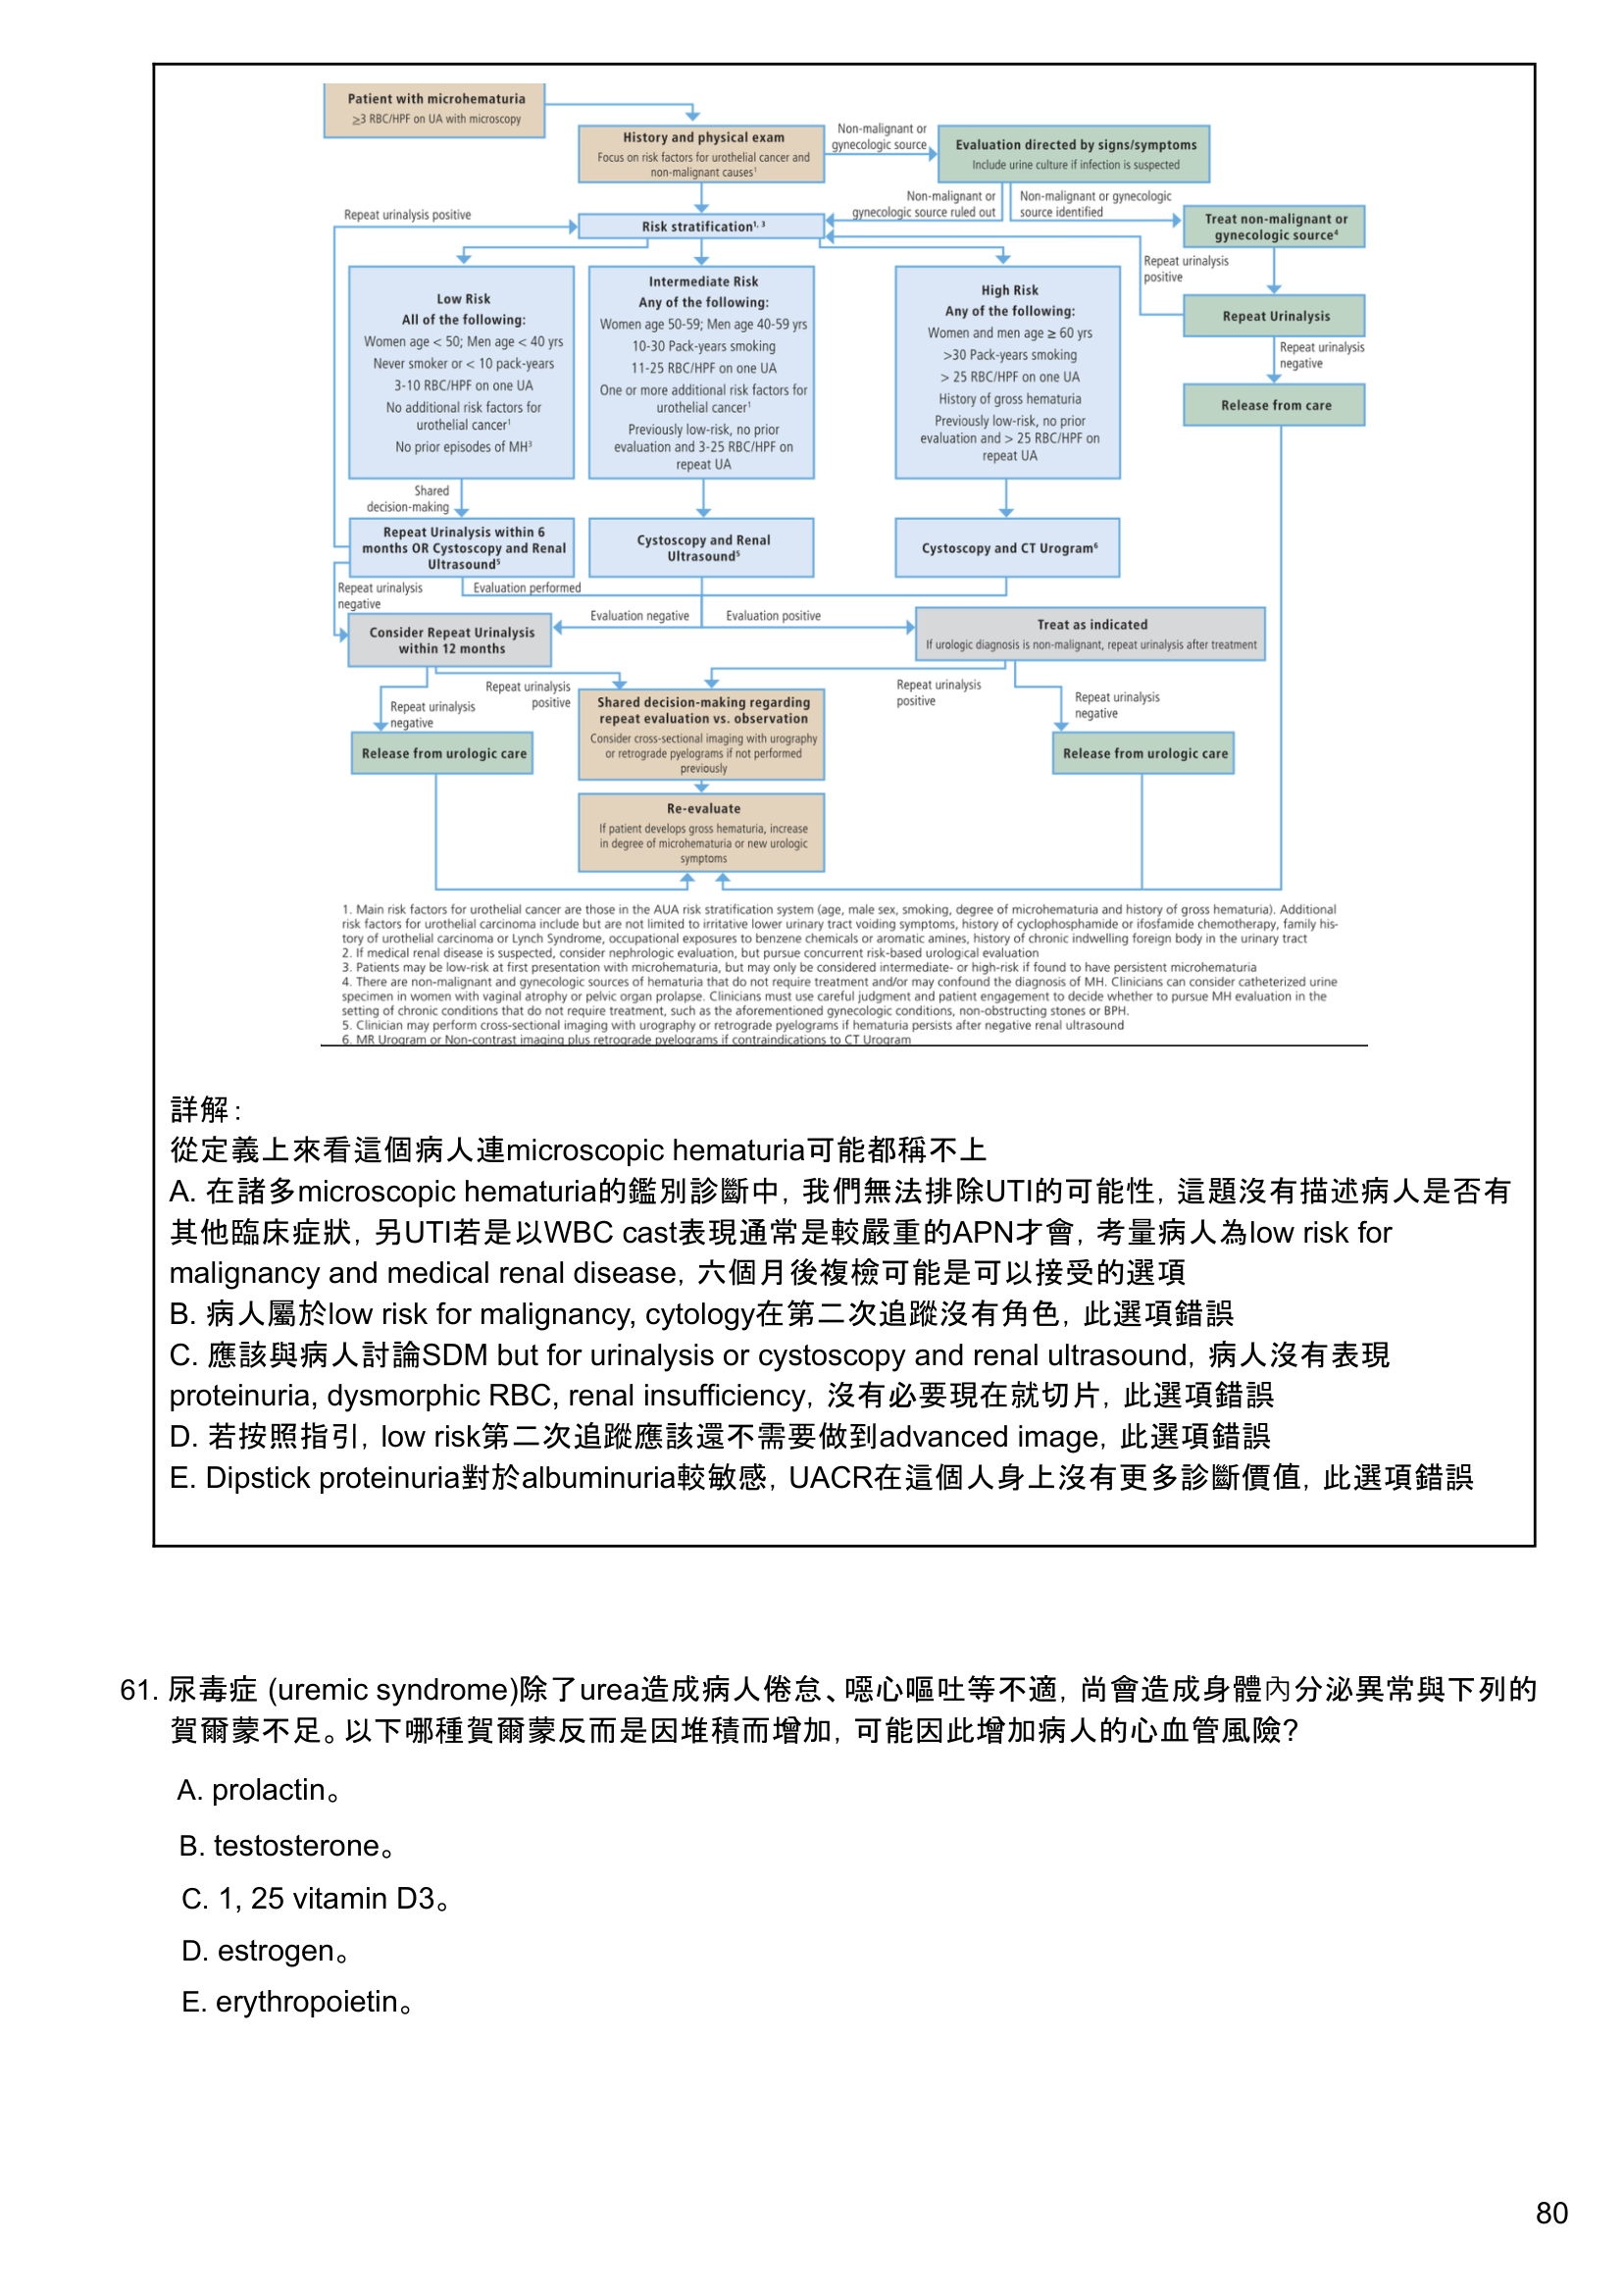 Patient with microhematuria
≥3 RBC/HPF on UA with microscopy
History and physical exam
Focus on risk factors for urothelial cancer and
non-malignant causes¹
Non-malignant or
gynecologic source
Evaluation directed by signs/symptoms
Include urine culture if infection is suspected
Non-malignant or
gynecologic source ruled out
Non-malignant or gynecologic
source identified
Treat non-malignant or
gynecologic source⁴
Repeat urinalysis positive
Risk stratification¹˒ ³
Repeat urinalysis
positive
Repeat Urinalysis
Repeat urinalysis
negative
Release from care
Low Risk
All of the following:
Women age < 50; Men age < 40 yrs
Never smoker or < 10 pack-years
3-10 RBC/HPF on one UA
No additional risk factors for
urothelial cancer¹
No prior episodes of MH³
Intermediate Risk
Any of the following:
Women age 50-59; Men age 40-59 yrs
10-30 Pack-years smoking
11-25 RBC/HPF on one UA
One or more additional risk factors for
urothelial cancer¹
Previously low-risk, no prior
evaluation and 3-25 RBC/HPF on
repeat UA
High Risk
Any of the following:
Women and men age ≥ 60 yrs
>30 Pack-years smoking
> 25 RBC/HPF on one UA
History of gross hematuria
Previously low-risk, no prior
evaluation and > 25 RBC/HPF on
repeat UA
Shared
decision-making
Repeat Urinalysis within 6
months OR Cystoscopy and Renal
Ultrasound⁵
Cystoscopy and Renal
Ultrasound⁵
Cystoscopy and CT Urogram⁶
Repeat urinalysis
negative
Evaluation performed
Evaluation negative
Evaluation positive
Consider Repeat Urinalysis
within 12 months
Treat as indicated
If urologic diagnosis is non-malignant, repeat urinalysis after treatment
Repeat urinalysis
negative
Repeat urinalysis
positive
Repeat urinalysis
positive
Repeat urinalysis
negative
Release from urologic care
Shared decision-making regarding
repeat evaluation vs. observation
Consider cross-sectional imaging with urography
or retrograde pyelograms if not performed
previously
Release from urologic care
Re-evaluate
If patient develops gross hematuria, increase
in degree of microhematuria or new urologic
symptoms
1. Main risk factors for urothelial cancer are those in the AUA risk stratification system (age, male sex, smoking, degree of microhematuria and history of gross hematuria). Additional
risk factors for urothelial carcinoma include but are not limited to irritative lower urinary tract voiding symptoms, history of cyclophosphamide or ifosfamide chemotherapy, family his-
tory of urothelial carcinoma or Lynch Syndrome, occupational exposures to benzene chemicals or aromatic amines, history of chronic indwelling foreign body in the urinary tract
2. If medical renal disease is suspected, consider nephrologic evaluation, but pursue concurrent risk-based urological evaluation
3. Patients may be low-risk at first presentation with microhematuria, but may only be considered intermediate- or high-risk if found to have persistent microhematuria
4. There are non-malignant and gynecologic sources of hematuria that do not require treatment and/or may confound the diagnosis of MH. Clinicians can consider catheterized urine
specimen in women with vaginal atrophy or pelvic organ prolapse. Clinicians must use careful judgment and patient engagement to decide whether to pursue MH evaluation in the
setting of chronic conditions that do not require treatment, such as the aforementioned gynecologic conditions, non-obstructing stones or BPH.
5. Clinician may perform cross-sectional imaging with urography or retrograde pyelograms if hematuria persists after negative renal ultrasound
6. MR Urogram or Non-contrast imaging plus retrograde pyelograms if contraindications to CT Urogram
詳解：
從定義上來看這個病人連microscopic hematuria可能都稱不上
A. 在諸多microscopic hematuria的鑑別診斷中，我們無法排除UTI的可能性，這題沒有描述病人是否有
其他臨床症狀，另UTI若是以WBC cast表現通常是較嚴重的APN才會，考量病人為low risk for
malignancy and medical renal disease，六個月後複檢可能是可以接受的選項
B. 病人屬於low risk for malignancy, cytology在第二次追蹤沒有角色，此選項錯誤
C. 應該與病人討論SDM but for urinalysis or cystoscopy and renal ultrasound，病人沒有表現
proteinuria, dysmorphic RBC, renal insufficiency，沒有必要現在就切片，此選項錯誤
D. 若按照指引，low risk第二次追蹤應該還不需要做到advanced image，此選項錯誤
E. Dipstick proteinuria對於albuminuria較敏感，UACR在這個人身上沒有更多診斷價值，此選項錯誤
61. 尿毒症 (uremic syndrome)除了urea造成病人倦怠、噁心嘔吐等不適，尚會造成身體內分泌異常與下列的
賀爾蒙不足。以下哪種賀爾蒙反而是因堆積而增加，可能因此增加病人的心血管風險？
A. prolactin。
B. testosterone。
C. 1, 25 vitamin D3。
D. estrogen。
E. erythropoietin。
80